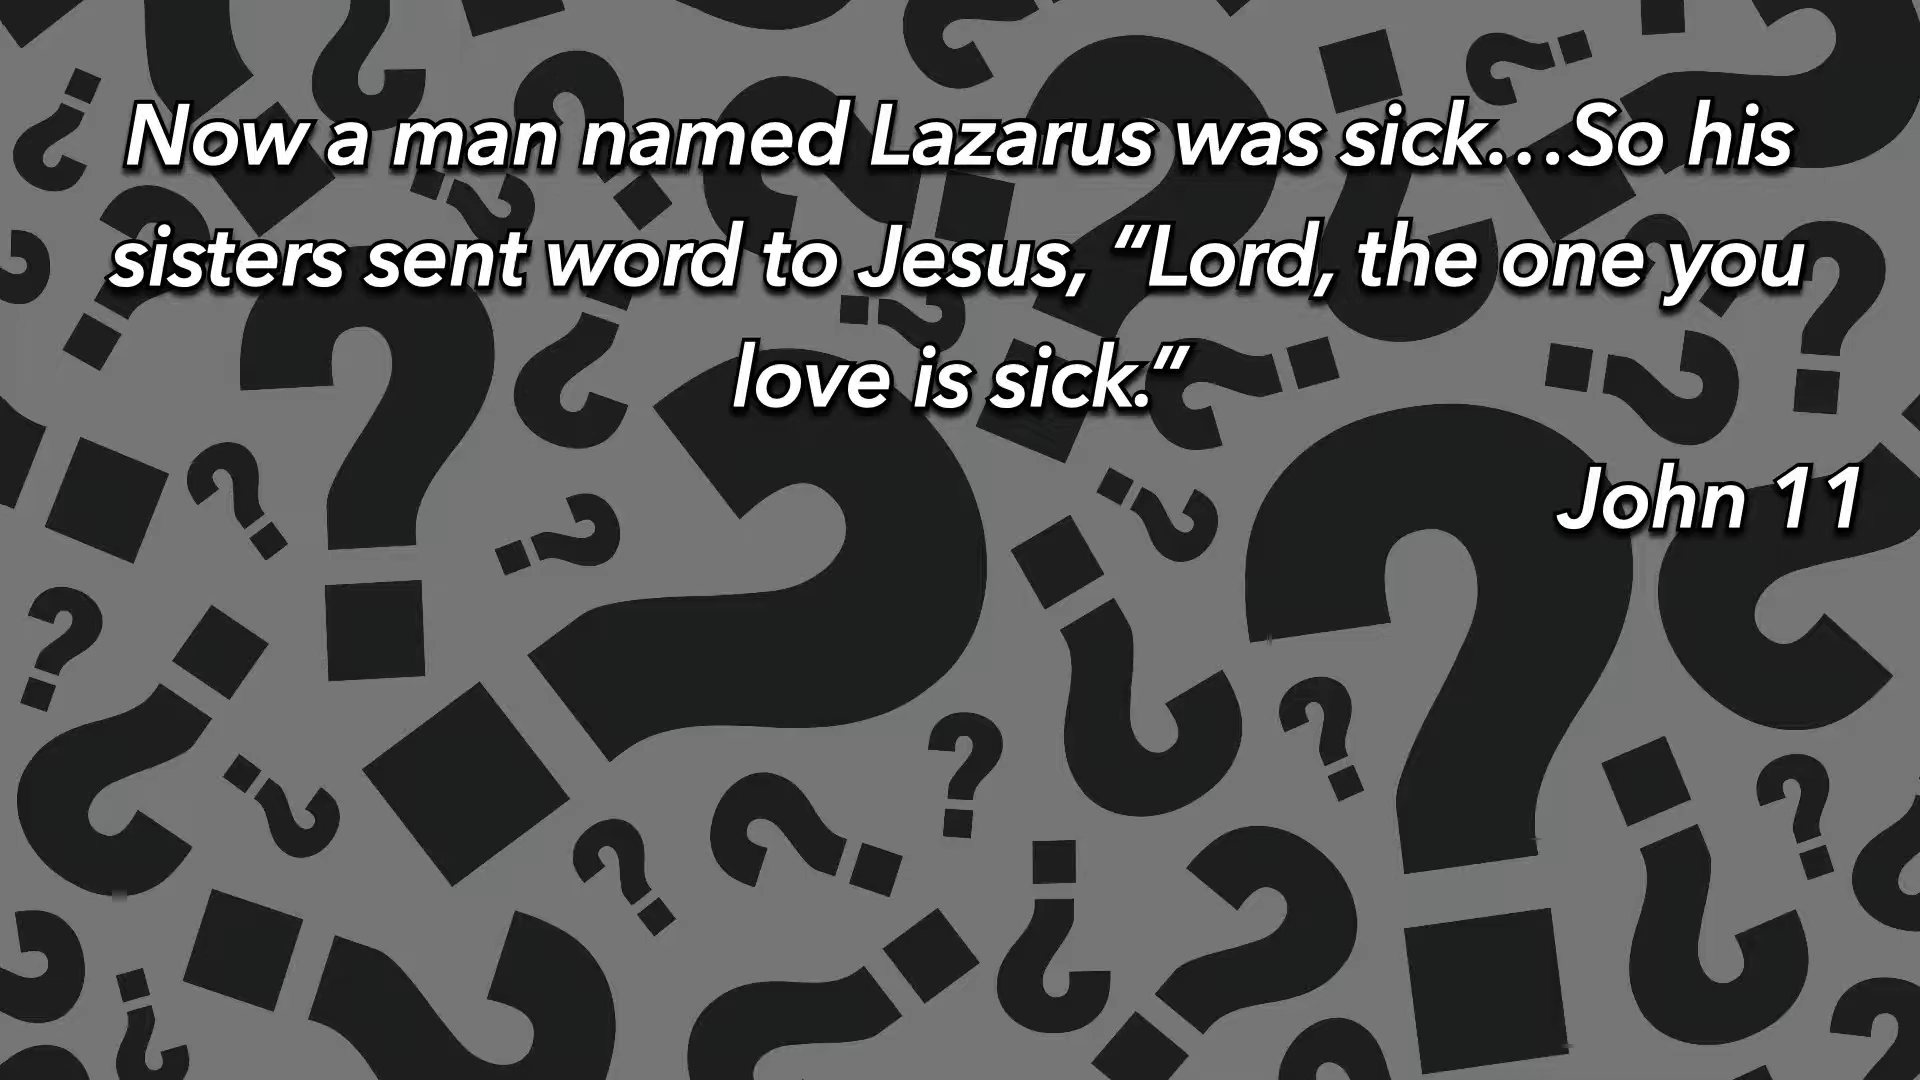 Now a man named Lazarus was sick…So his
sisters sent word to Jesus, “Lord, the one you
love is sick.”
John 11